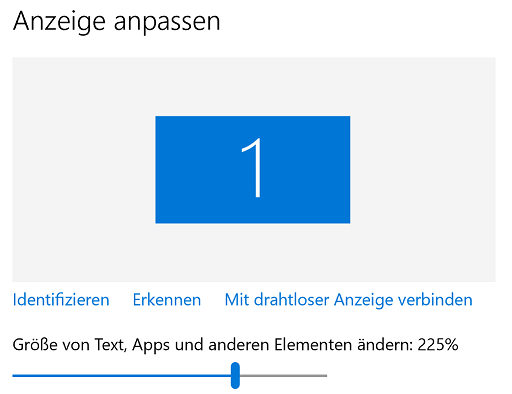 Anzeige anpassen
1
Identifizieren Erkennen Mit drahtloser Anzeige verbinden
Größe von Text, Apps und anderen Elementen ändern: 225%